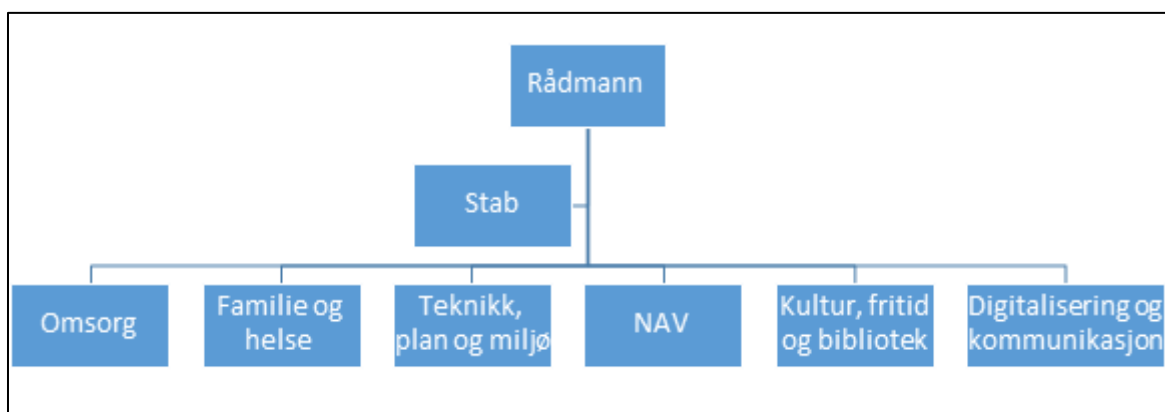 Rådmann
Stab
Omsorg
Familie og
helse
Teknikk,
plan og miljø
NAV
Kultur, fritid
og bibliotek
Digitalisering og
kommunikasjon